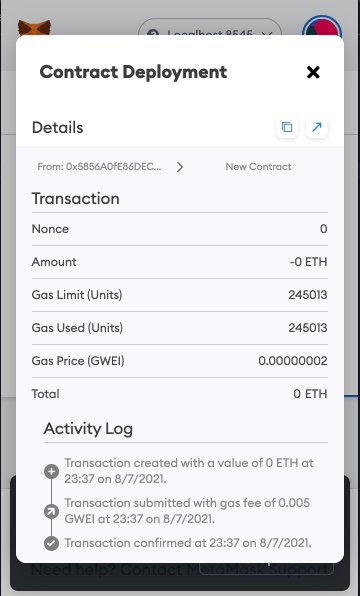 Localhost 8545
Contract Deployment
Details
From: 0x5856A0fE86DEC...
New Contract
Transaction
Nonce 0
Amount -0 ETH
Gas Limit (Units) 245013
Gas Used (Units) 245013
Gas Price (GWEI) 0.00000002
Total 0 ETH
Activity Log
Transaction created with a value of 0 ETH at
23:37 on 8/7/2021.
Transaction submitted with gas fee of 0.005
GWEI at 23:37 on 8/7/2021.
Transaction confirmed at 23:37 on 8/7/2021.
Need help? Contact MetaMask Support